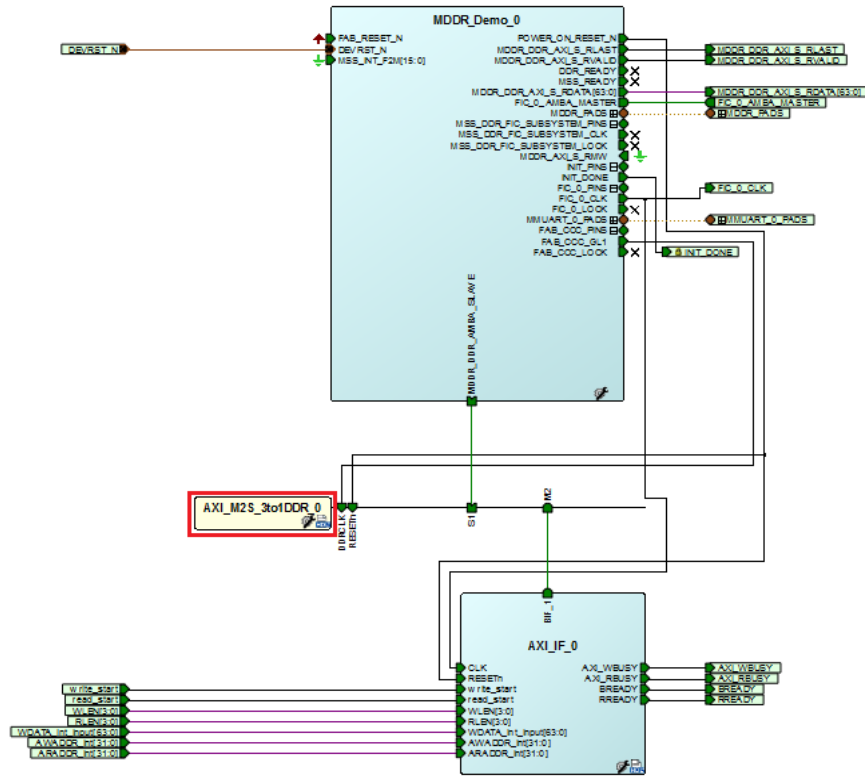 MDDR_Demo_0
FAB_RESET_N
DEVRST_N
DEVRST_N
MSS_INT_F2M[15:0]
POWER_ON_RESET_N
MDDR_DDR_AXI_S_RLAST
MDDR_DDR_AXI_S_RLAST
MDDR_DDR_AXI_S_RVALID
MDDR_DDR_AXI_S_RVALID
DDR_READY
MSS_READY
MDDR_DDR_AXI_S_RDATA[63:0]
MDDR_DDR_AXI_S_RDATA[63:0]
FIC_0_AMBA_MASTER
FIC_0_AMBA_MASTER
MDDR_PADS
MDDR_PADS
MSS_DDR_FIC_SUBSYSTEM_PINS
MSS_DDR_FIC_SUBSYSTEM_CLK
MSS_DDR_FIC_SUBSYSTEM_LOCK
MDDR_AXI_S_RMW
INIT_PINS
INIT_DONE
FIC_0_PINS
FIC_0_CLK
FIC_0_CLK
FIC_0_LOCK
MMUART_0_PADS
MMUART_0_PADS
FAB_CCC_PINS
FAB_CCC_GL1
FAB_CCC_LOCK
INIT_DONE
MDDR_DDR_AMBA_SLAVE
AXI_M2S_3to1DDR_0
DDRCLK
RESETn
S1
M2
BIF_1
AXI_IF_0
CLK
RESETn
write_start
write_start
read_start
read_start
WLEN[3:0]
WLEN[3:0]
RLEN[3:0]
RLEN[3:0]
WDATA_int_input[63:0]
WDATA_int_input[63:0]
AWADDR_int[31:0]
AWADDR_int[31:0]
ARADDR_int[31:0]
ARADDR_int[31:0]
AXI_WBUSY
AXI_WBUSY
AXI_RBUSY
AXI_RBUSY
BREADY
BREADY
RREADY
RREADY